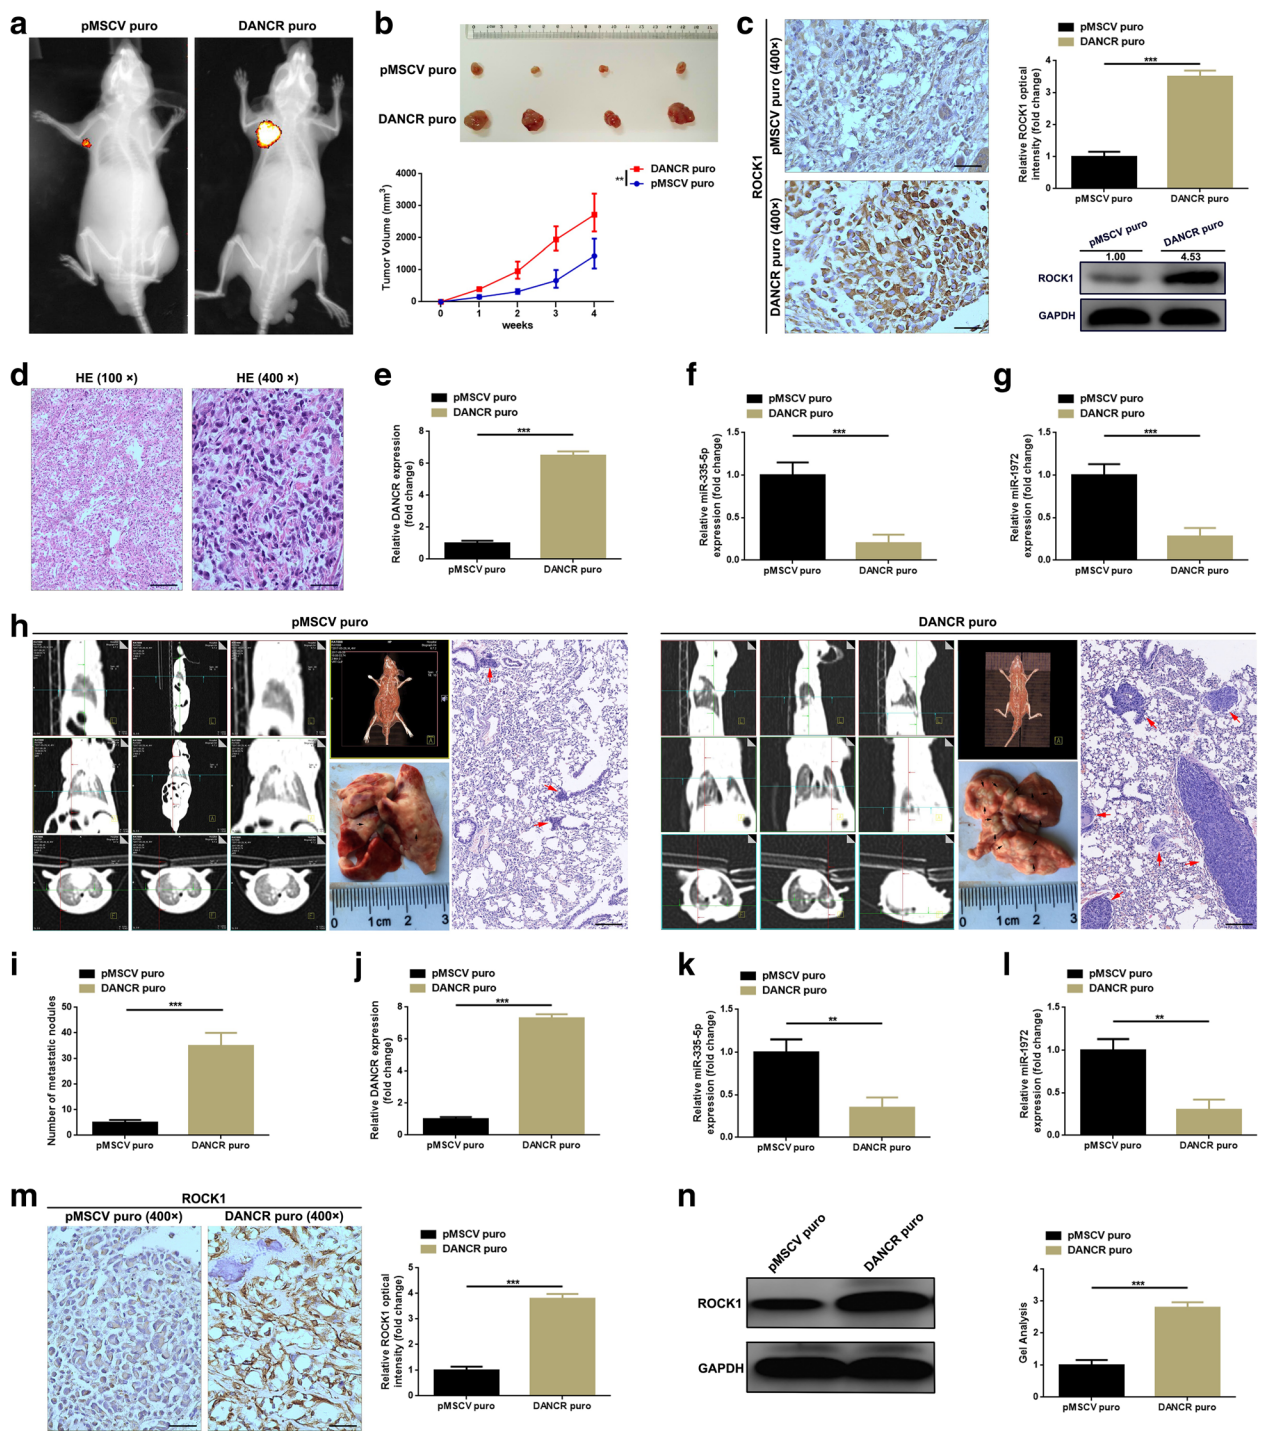 a
pMSCV puro
DANCR puro
b
0 cm
pMSCV puro
DANCR puro
DANCR puro
pMSCV puro
**
Tumor Volume (mm3)
4000
3000
2000
1000
0
0 1 2 3 4
weeks
c
ROCK1
pMSCV puro (400×)
DANCR puro (400×)
pMSCV puro
DANCR puro
Relative ROCK1 optical
intensity (fold change)
4
3
2
1
0
***
pMSCV puro DANCR puro
pMSCV puro DANCR puro
1.00 4.53
ROCK1
GAPDH
d
HE (100 ×)
HE (400 ×)
e
pMSCV puro
DANCR puro
Relative DANCR expression
(fold change)
8
6
4
2
0
***
pMSCV puro DANCR puro
f
pMSCV puro
DANCR puro
Relative miR-335-5p
expression (fold change)
1.5
1.0
0.5
0.0
***
pMSCV puro DANCR puro
g
pMSCV puro
DANCR puro
Relative miR-1972
expression (fold change)
1.5
1.0
0.5
0.0
***
pMSCV puro DANCR puro
h
pMSCV puro
0 1cm 2 3
DANCR puro
0 1cm 2 3
i
pMSCV puro
DANCR puro
Number of metastatic nodules
50
40
30
20
10
0
***
pMSCV puro DANCR puro
j
pMSCV puro
DANCR puro
Relative DANCR expression
(fold change)
8
6
4
2
0
***
pMSCV puro DANCR puro
k
pMSCV puro
DANCR puro
Relative miR-335-5p
expression (fold change)
1.5
1.0
0.5
0.0
**
pMSCV puro DANCR puro
l
pMSCV puro
DANCR puro
Relative miR-1972
expression (fold change)
1.5
1.0
0.5
0.0
**
pMSCV puro DANCR puro
m
ROCK1
pMSCV puro (400×) DANCR puro (400×)
pMSCV puro
DANCR puro
Relative ROCK1 optical
intensity (fold change)
5
4
3
2
1
0
***
pMSCV puro DANCR puro
n
pMSCV puro DANCR puro
ROCK1
GAPDH
pMSCV puro
DANCR puro
Gel Analysis
4
3
2
1
0
***
pMSCV puro DANCR puro